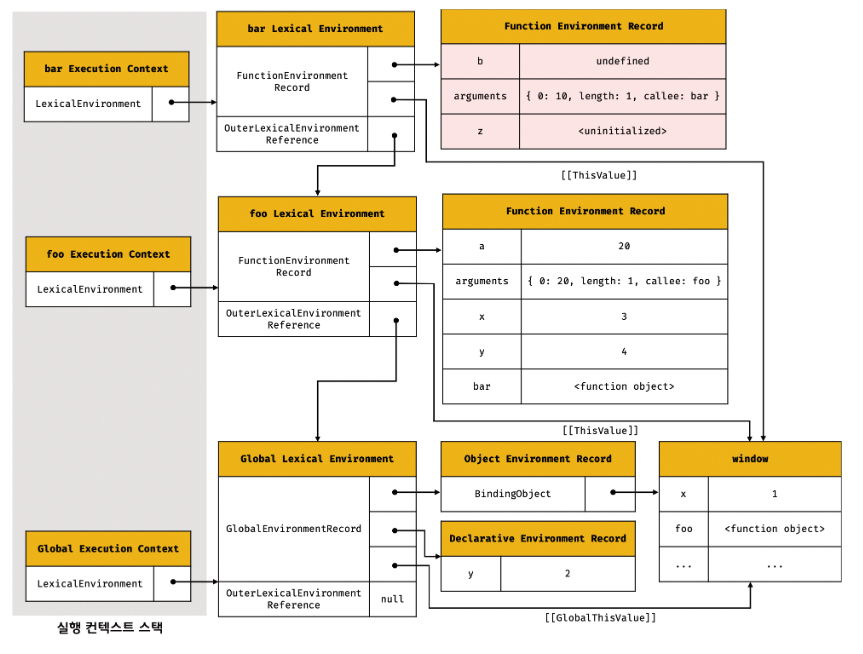 bar Execution Context
LexicalEnvironment
bar Lexical Environment
FunctionEnvironment
Record
OuterLexicalEnvironment
Reference
Function Environment Record
b undefined
arguments { 0: 10, length: 1, callee: bar }
z <uninitialized>
[[ThisValue]]
foo Execution Context
LexicalEnvironment
foo Lexical Environment
FunctionEnvironment
Record
OuterLexicalEnvironment
Reference
Function Environment Record
a 20
arguments { 0: 20, length: 1, callee: foo }
x 3
y 4
bar <function object>
[[ThisValue]]
Global Execution Context
LexicalEnvironment
Global Lexical Environment
GlobalEnvironmentRecord
OuterLexicalEnvironment
Reference
null
Object Environment Record
BindingObject
Declarative Environment Record
y 2
window
x 1
foo <function object>
... ...
[[GlobalThisValue]]
실행 컨텍스트 스택